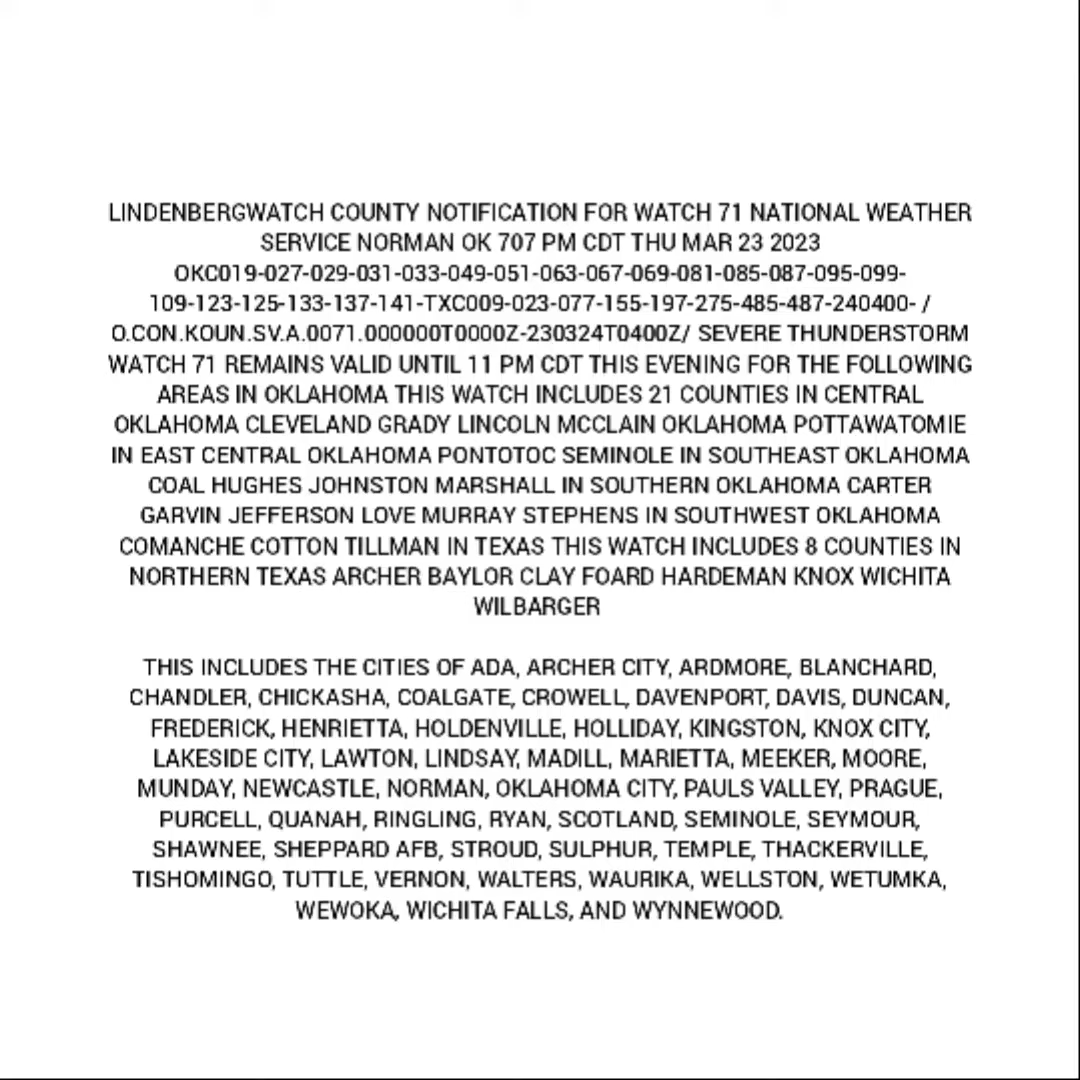 LINDENBERGWATCH COUNTY NOTIFICATION FOR WATCH 71 NATIONAL WEATHER
SERVICE NORMAN OK 707 PM CDT THU MAR 23 2023
OKC019-027-029-031-033-049-051-063-067-069-081-085-087-095-099-
109-123-125-133-137-141-TXC009-023-077-155-197-275-485-487-240400- /
O.CON.KOUN.SV.A.0071.000000T0000Z-230324T0400Z/ SEVERE THUNDERSTORM
WATCH 71 REMAINS VALID UNTIL 11 PM CDT THIS EVENING FOR THE FOLLOWING
AREAS IN OKLAHOMA THIS WATCH INCLUDES 21 COUNTIES IN CENTRAL
OKLAHOMA CLEVELAND GRADY LINCOLN MCCLAIN OKLAHOMA POTTAWATOMIE
IN EAST CENTRAL OKLAHOMA PONTOTOC SEMINOLE IN SOUTHEAST OKLAHOMA
COAL HUGHES JOHNSTON MARSHALL IN SOUTHERN OKLAHOMA CARTER
GARVIN JEFFERSON LOVE MURRAY STEPHENS IN SOUTHWEST OKLAHOMA
COMANCHE COTTON TILLMAN IN TEXAS THIS WATCH INCLUDES 8 COUNTIES IN
NORTHERN TEXAS ARCHER BAYLOR CLAY FOARD HARDEMAN KNOX WICHITA
WILBARGER
THIS INCLUDES THE CITIES OF ADA, ARCHER CITY, ARDMORE, BLANCHARD,
CHANDLER, CHICKASHA, COALGATE, CROWELL, DAVENPORT, DAVIS, DUNCAN,
FREDERICK, HENRIETTA, HOLDENVILLE, HOLLIDAY, KINGSTON, KNOX CITY,
LAKESIDE CITY, LAWTON, LINDSAY, MADILL, MARIETTA, MEEKER, MOORE,
MUNDAY, NEWCASTLE, NORMAN, OKLAHOMA CITY, PAULS VALLEY, PRAGUE,
PURCELL, QUANAH, RINGLING, RYAN, SCOTLAND, SEMINOLE, SEYMOUR,
SHAWNEE, SHEPPARD AFB, STROUD, SULPHUR, TEMPLE, THACKERVILLE,
TISHOMINGO, TUTTLE, VERNON, WALTERS, WAURIKA, WELLSTON, WETUMKA,
WEWOKA, WICHITA FALLS, AND WYNNEWOOD.